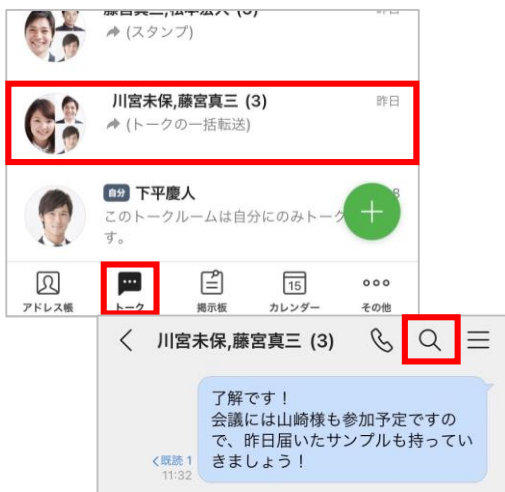 藤宮真三,松本宏人 (3) 昨日
(スタンプ)
川宮未保,藤宮真三 (3) 昨日
(トークの一括転送)
自分 下平慶人 8
このトークルームは自分にのみトーク
す。
アドレス帳 トーク 掲示板 15 カレンダー その他
川宮未保,藤宮真三 (3)
了解です!
会議には山崎様も参加予定ですの
で、昨日届いたサンプルも持ってい
きましょう!
既読 1
11:32